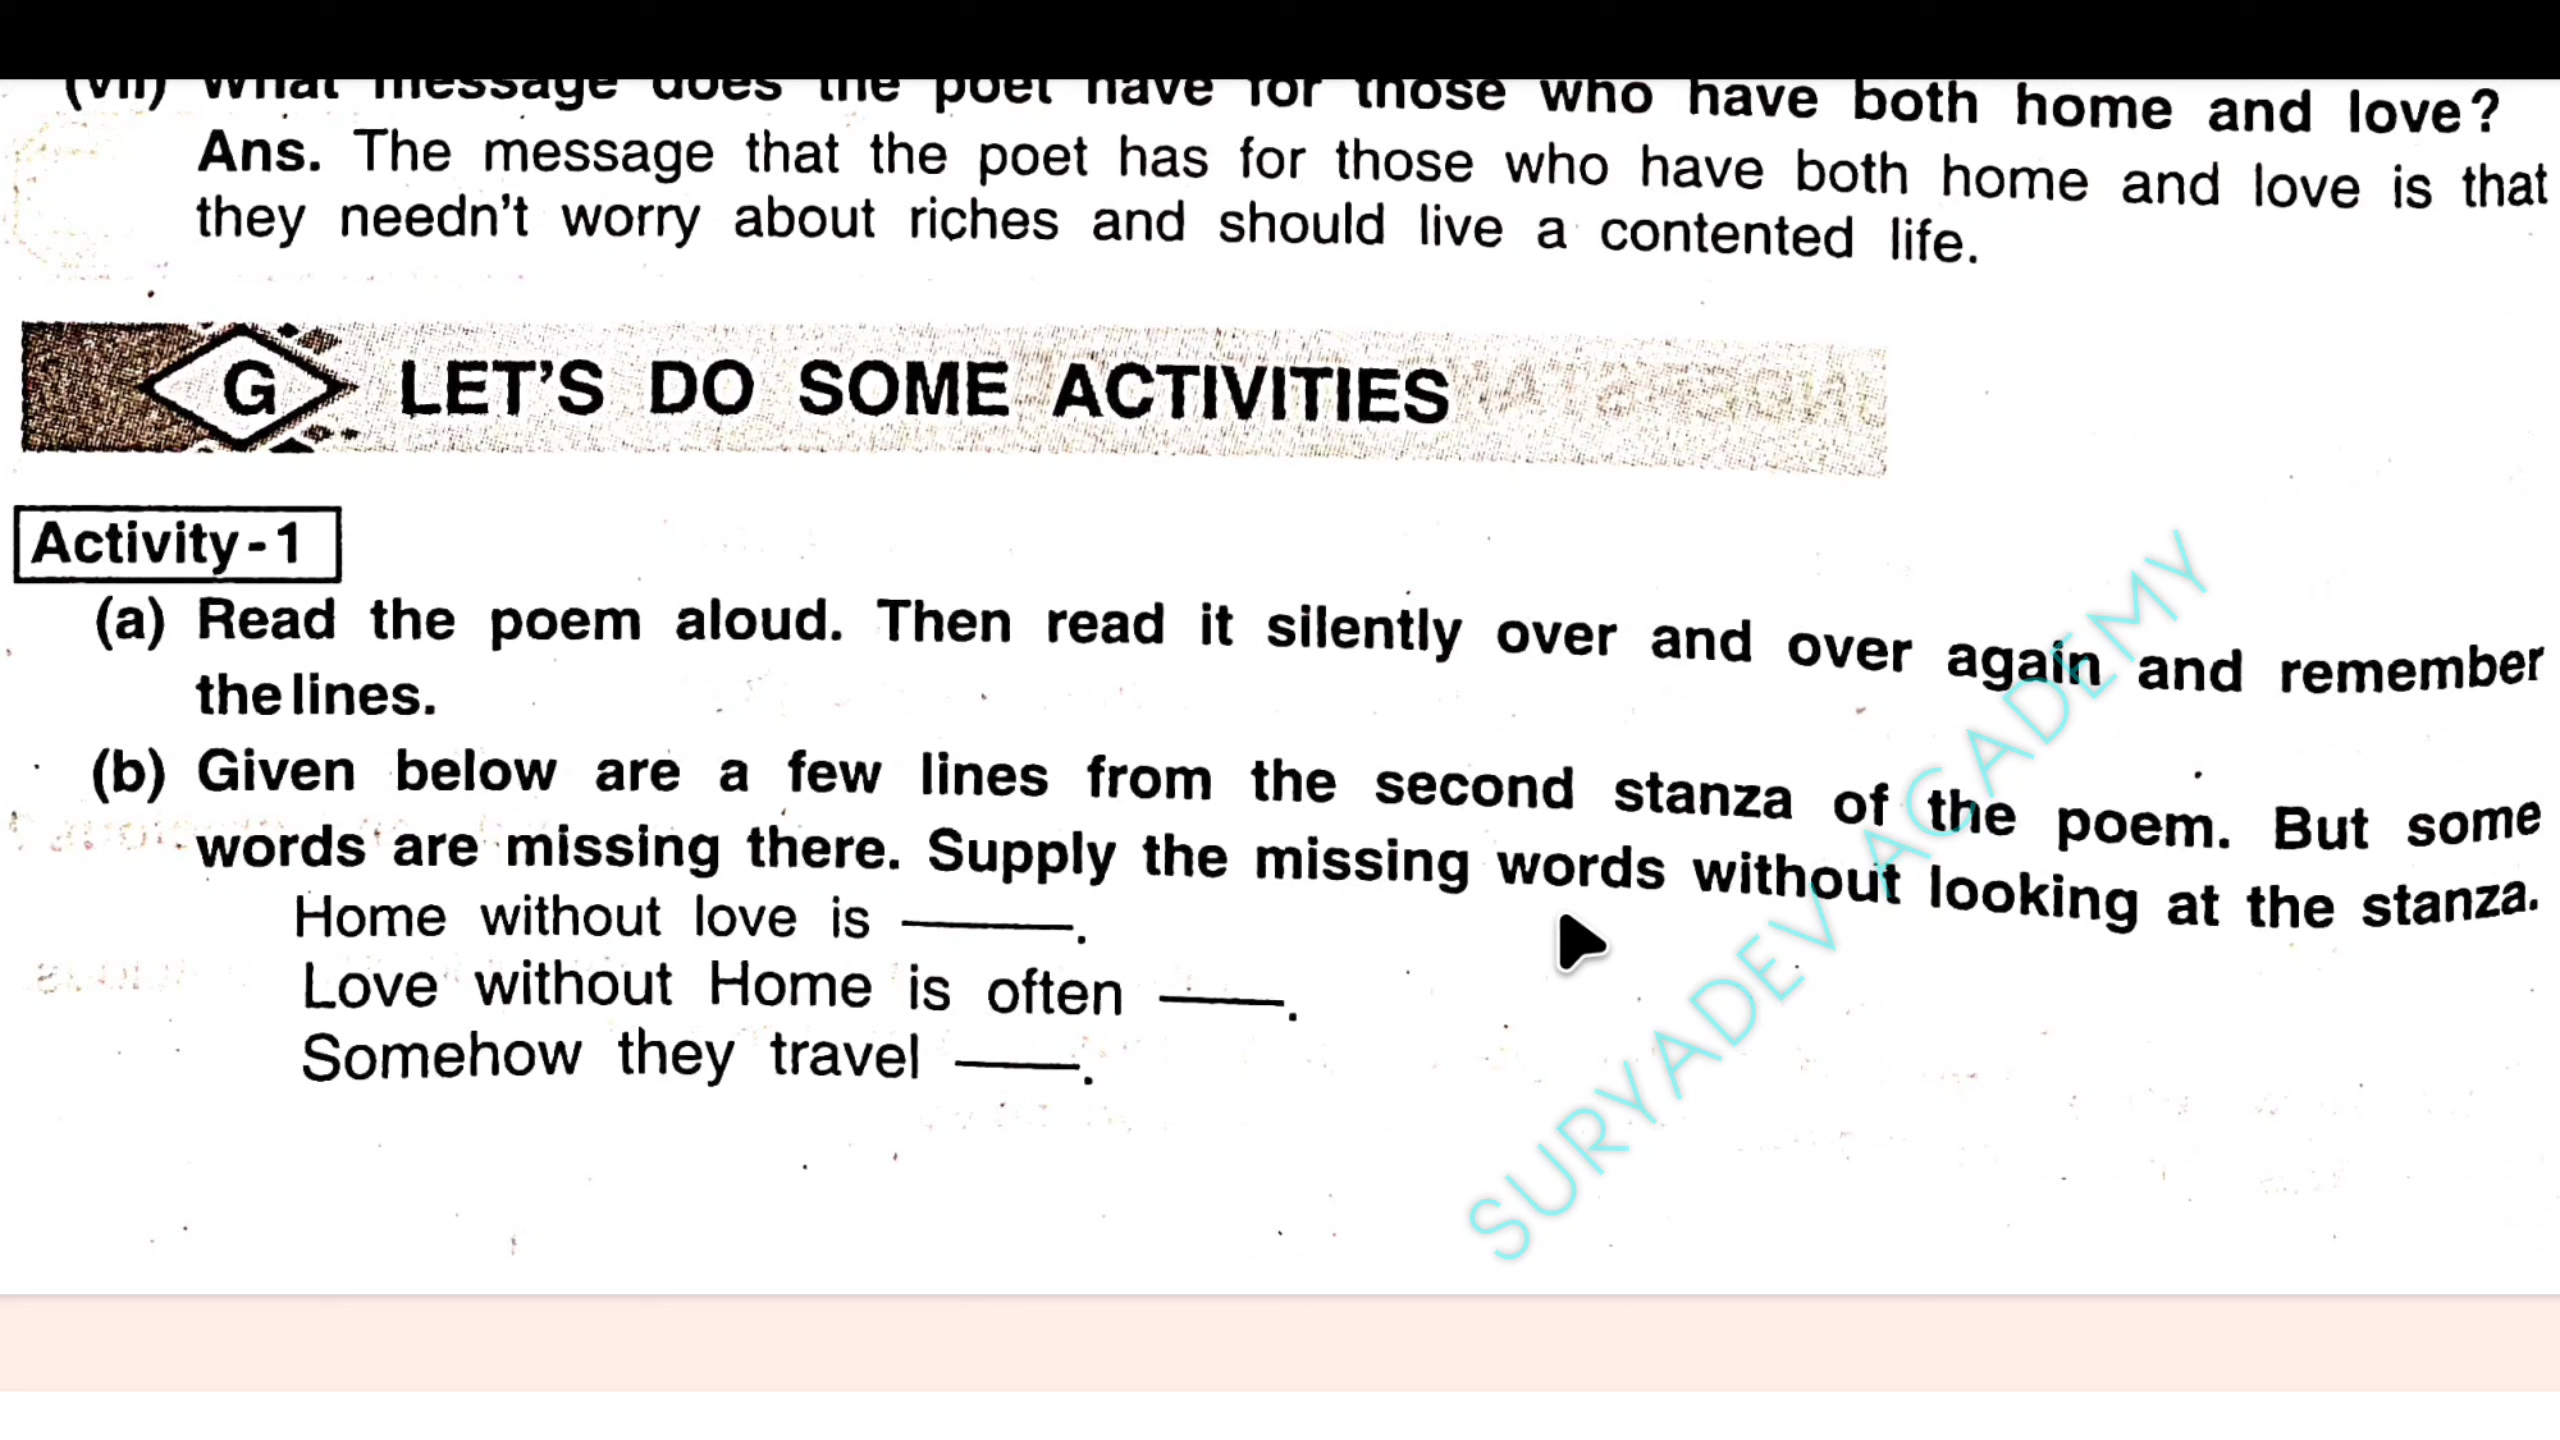 (vii) What message does the poet have for those who have both home and love?
Ans. The message that the poet has for those who have both home and love is that
they needn't worry about riches and should live a contented life.
G LET'S DO SOME ACTIVITIES
Activity-1
(a) Read the poem aloud. Then read it silently over and over again and remember
the lines.
(b) Given below are a few lines from the second stanza of the poem. But some
words are missing there. Supply the missing words without looking at the stanza.
Home without love is ———.
Love without Home is often ———.
Somehow they travel ———.
SURYADEV ACADEMY